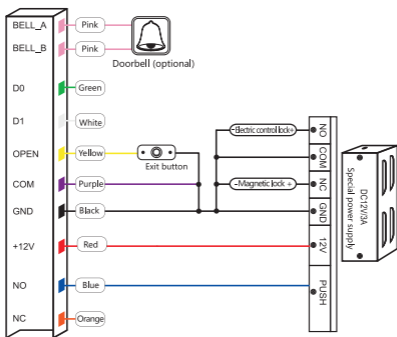 BELL_A Pink
BELL_B Pink
Doorbell (optional)
D0 Green
D1 White
OPEN Yellow
Exit button
COM Purple
GND Black
+12V Red
NO Blue
NC Orange
-Electric control lock+
-Magnetic lock +
NO
COM
NC
GND
12V
PUSH
DC12V/3A
Special power supply